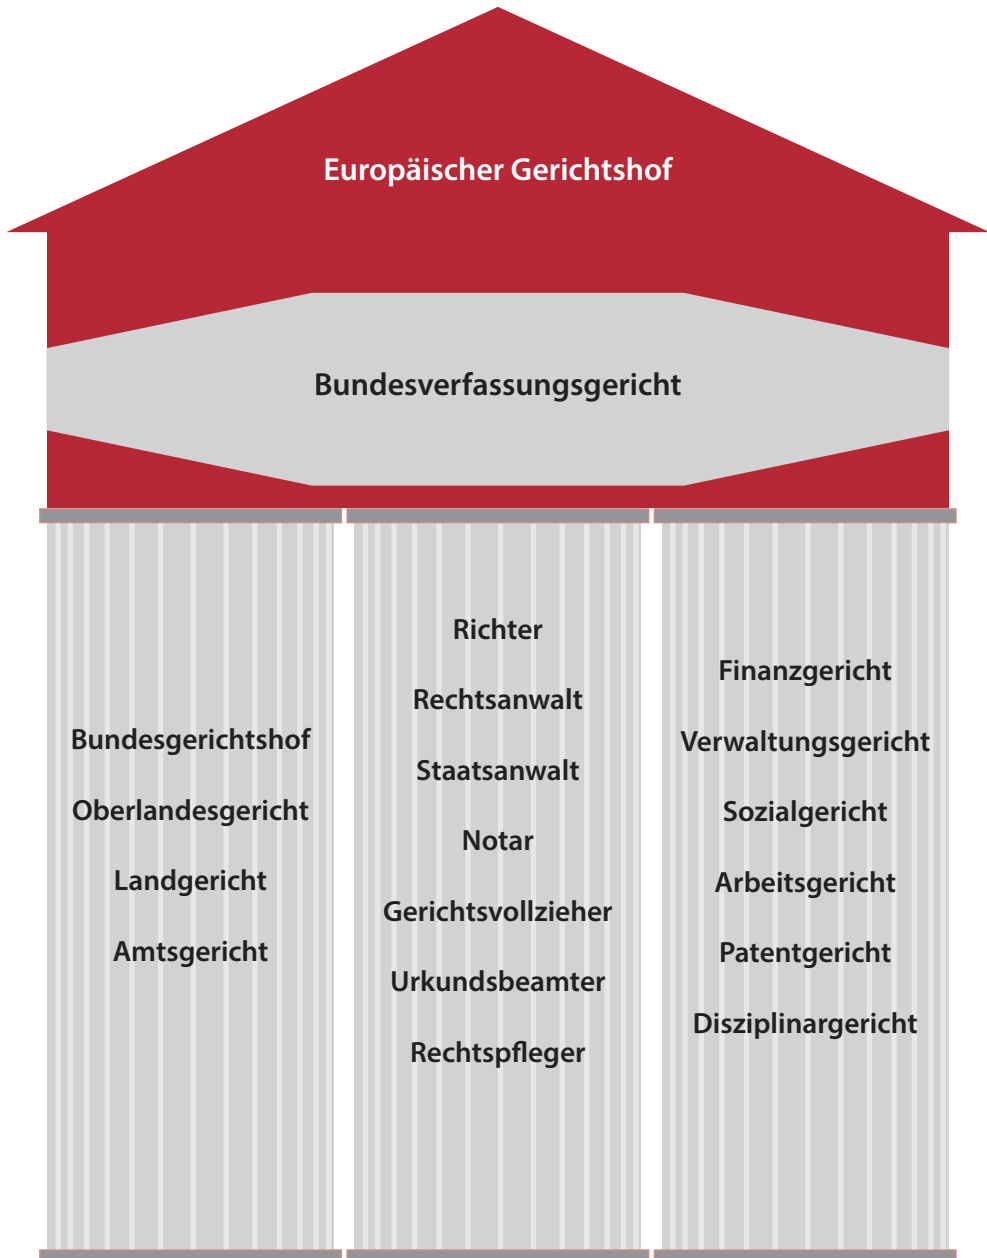 Europäischer Gerichtshof
Bundesverfassungsgericht
Bundesgerichtshof
Oberlandesgericht
Landgericht
Amtsgericht
Richter
Rechtsanwalt
Staatsanwalt
Notar
Gerichtsvollzieher
Urkundsbeamter
Rechtspfleger
Finanzgericht
Verwaltungsgericht
Sozialgericht
Arbeitsgericht
Patentgericht
Disziplinargericht